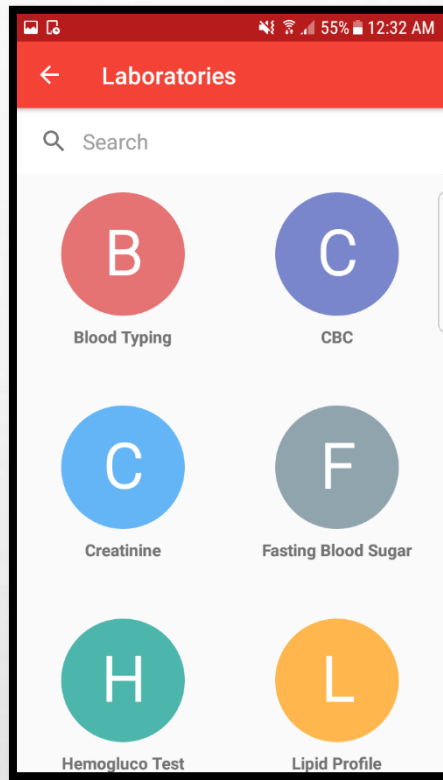 55% 12:32 AM
Laboratories
Search
B C
Blood Typing CBC
C F
Creatinine Fasting Blood Sugar
H L
Hemogluco Test Lipid Profile